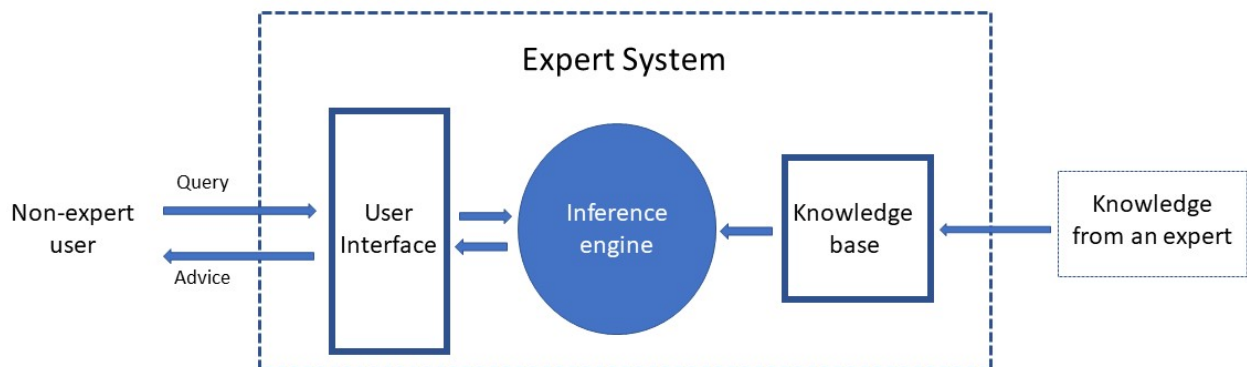 Expert System
Query
Non-expert
user
Advice
User
Interface
Inference
engine
Knowledge
base
Knowledge
from an expert